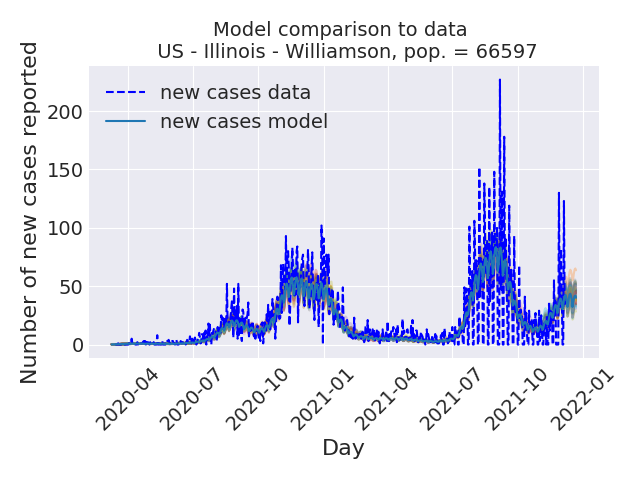 Model comparison to data
US - Illinois - Williamson, pop. = 66597
Number of new cases reported
new cases data
new cases model
200
150
100
50
0
2020-04
2020-07
2020-10
2021-01
2021-04
2021-07
2021-10
2022-01
Day